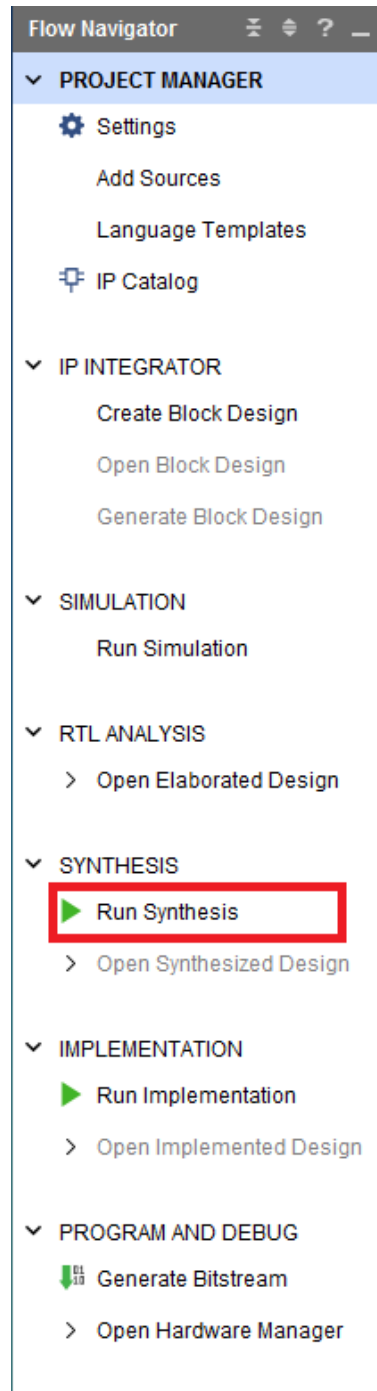 Flow Navigator ?
PROJECT MANAGER
Settings
Add Sources
Language Templates
IP Catalog
IP INTEGRATOR
Create Block Design
Open Block Design
Generate Block Design
SIMULATION
Run Simulation
RTL ANALYSIS
Open Elaborated Design
SYNTHESIS
Run Synthesis
Open Synthesized Design
IMPLEMENTATION
Run Implementation
Open Implemented Design
PROGRAM AND DEBUG
Generate Bitstream
Open Hardware Manager